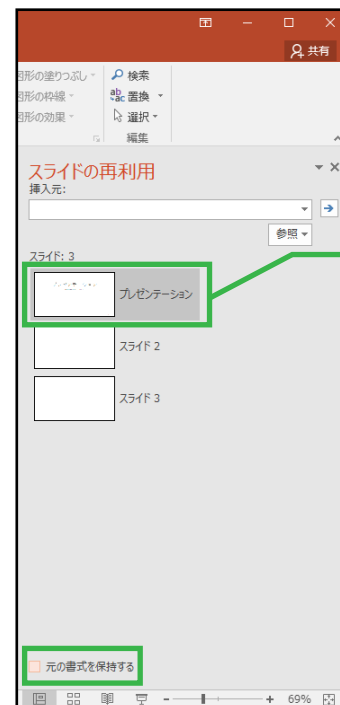 共有
図形の塗りつぶし
検索
図形の枠線
abc 置換
図形の効果
選択
編集
スライドの再利用
挿入元:
参照
スライド: 3
プレゼンテーション
スライド 2
スライド 3
元の書式を保持する
69%